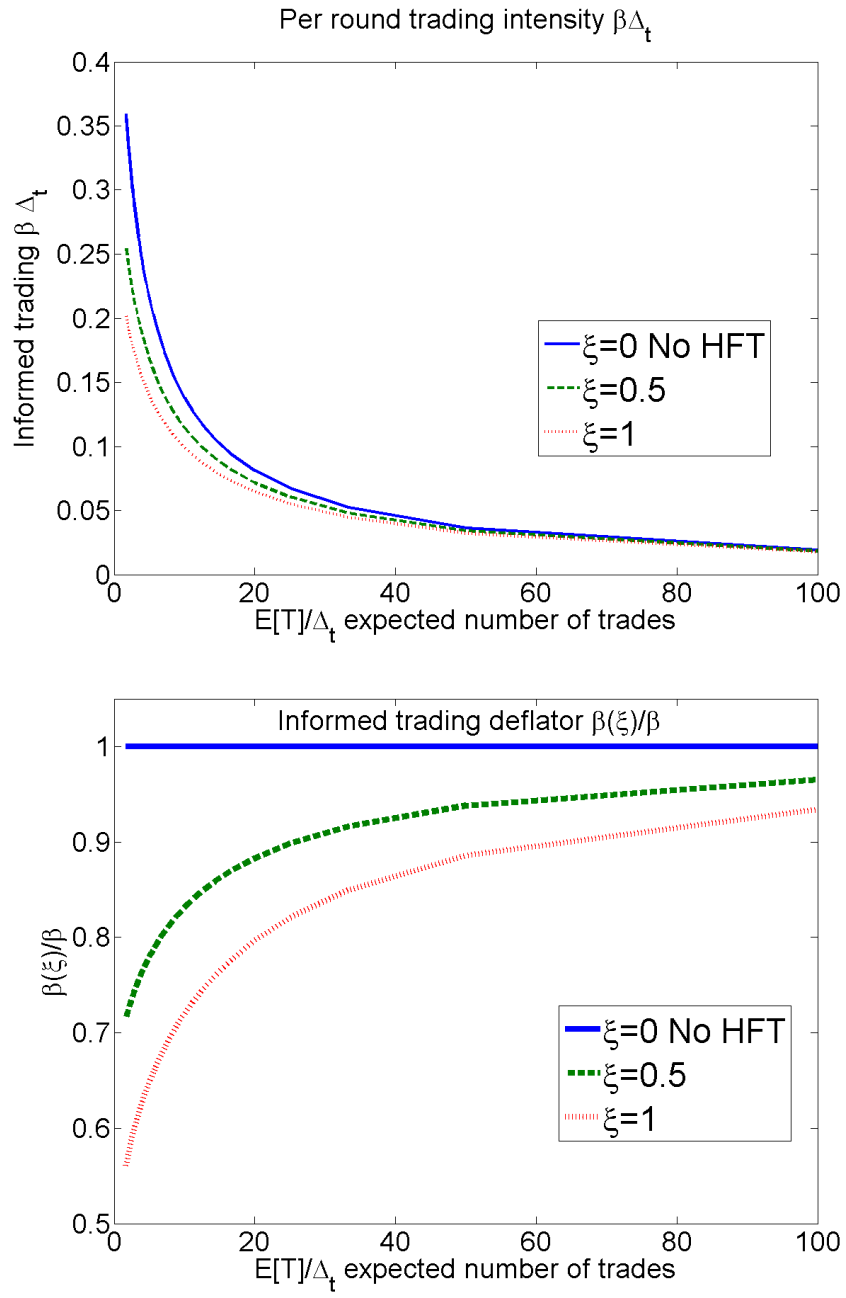 Per round trading intensity βΔt
0.4
0.35
0.3
0.25
0.2
0.15
0.1
0.05
0
Informed trading β Δt
ξ=0 No HFT
ξ=0.5
ξ=1
0 20 40 60 80 100
E[T]/Δt expected number of trades
Informed trading deflator β(ξ)/β
1
0.9
0.8
0.7
0.6
0.5
β(ξ)/β
ξ=0 No HFT
ξ=0.5
ξ=1
0 20 40 60 80 100
E[T]/Δt expected number of trades